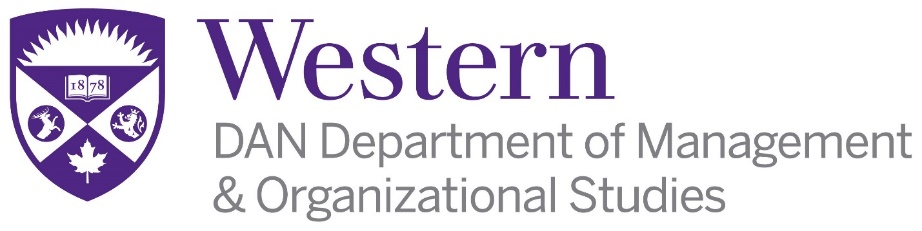 1878
Western
DAN Department of Management
& Organizational Studies